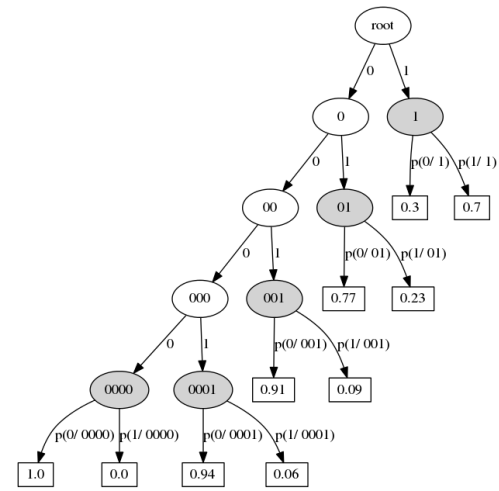 root
0 1
0 1
0 1 p(0/ 1) p(1/ 1)
00 01 0.3 0.7
0 1 p(0/ 01) p(1/ 01)
000 001 0.77 0.23
0 1 p(0/ 001) p(1/ 001)
0000 0001 0.91 0.09
p(0/ 0000) p(1/ 0000) p(0/ 0001) p(1/ 0001)
1.0 0.0 0.94 0.06